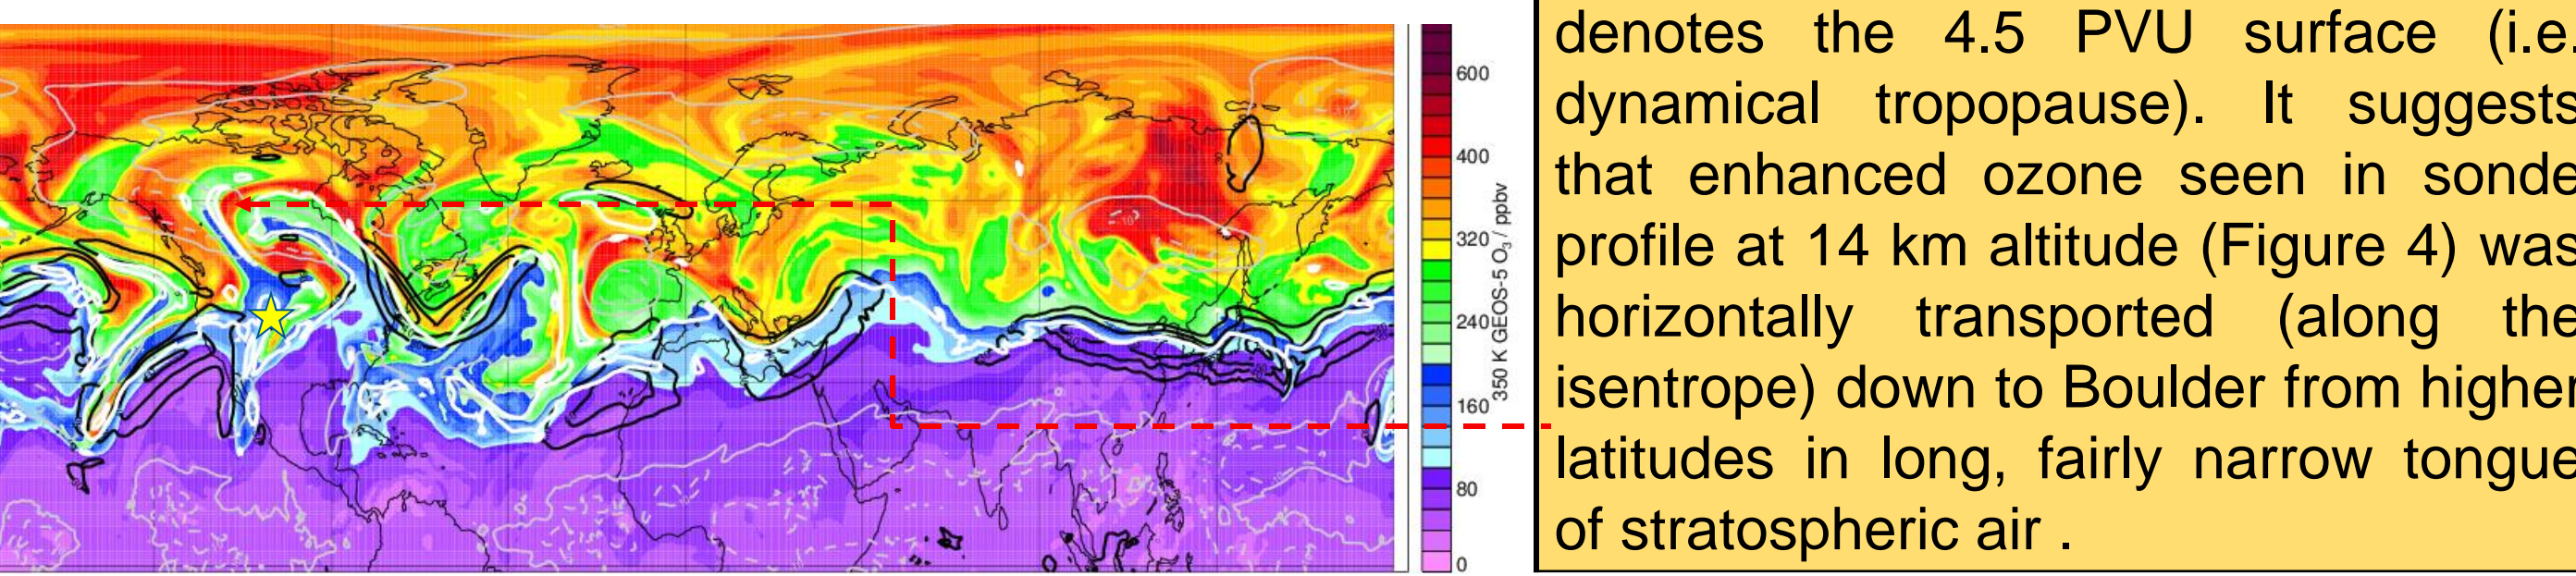 600
400
320
240
160
80
0
350 K GEOS-5 O3 / ppbv
denotes the 4.5 PVU surface (i.e.
dynamical tropopause). It suggests
that enhanced ozone seen in sonde
profile at 14 km altitude (Figure 4) was
horizontally transported (along the
isentrope) down to Boulder from higher
latitudes in long, fairly narrow tongue
of stratospheric air .